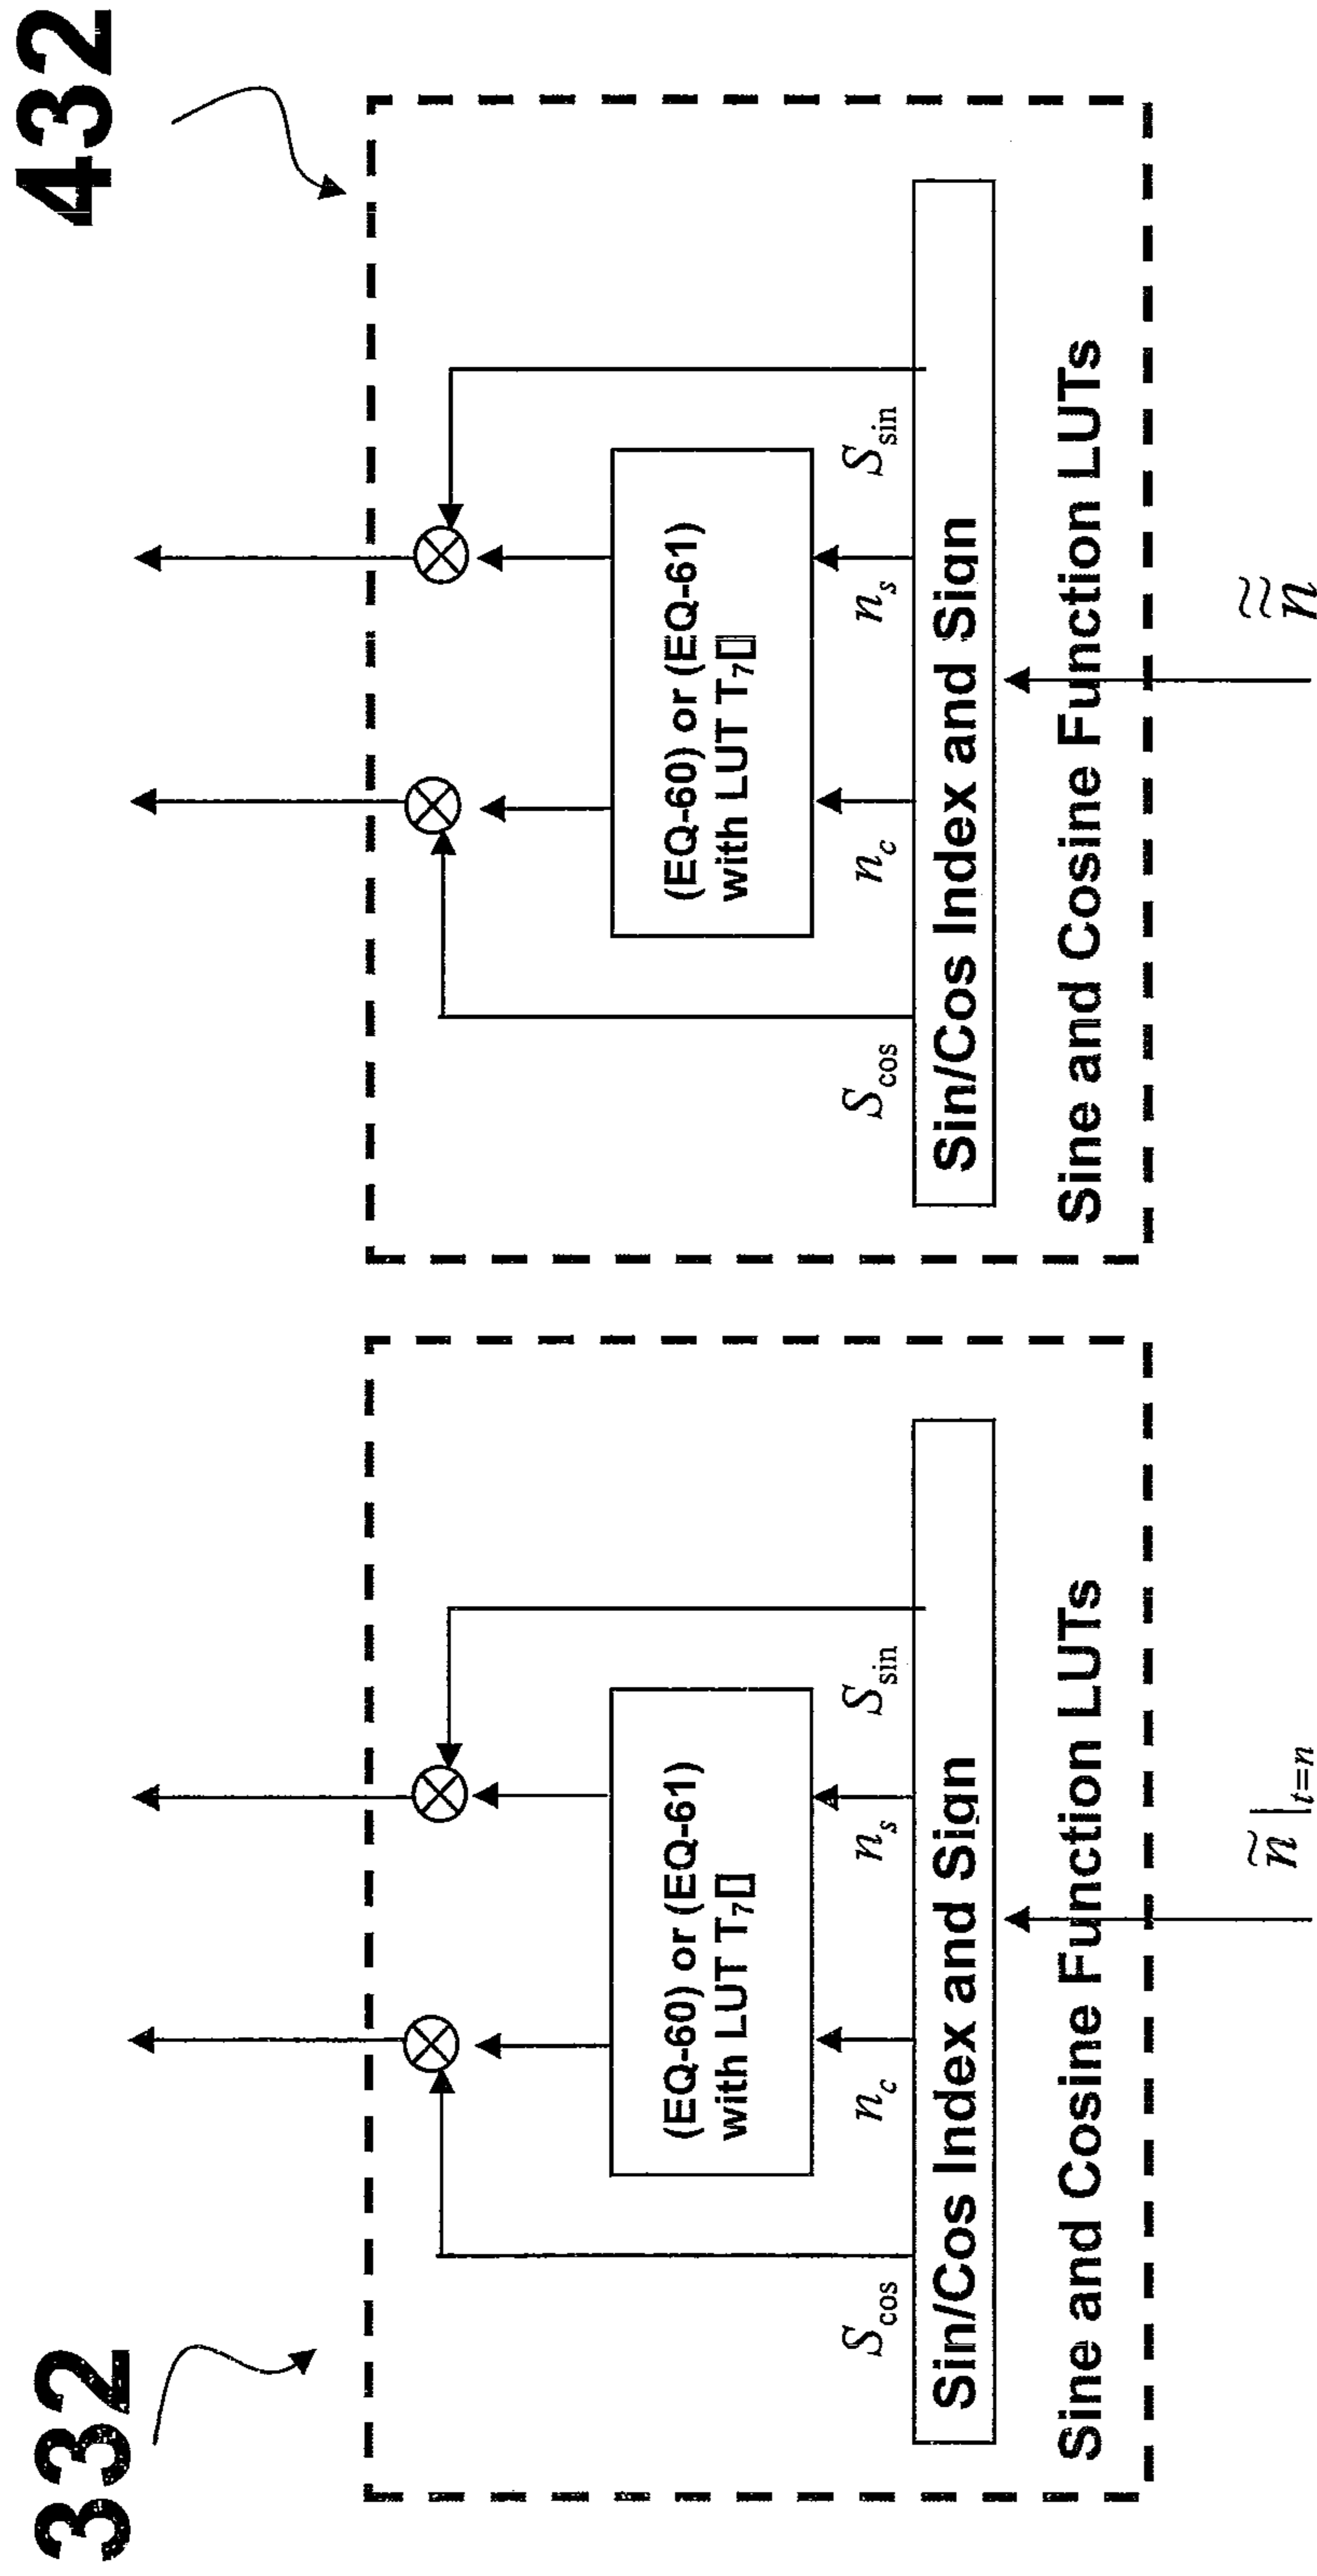 332
(EQ-60) or (EQ-61)
with LUT T₇[]
S_cos
n_c
n_s
S_sin
Sin/Cos Index and Sign
Sine and Cosine Function LUTs
ñ|_{t=n}
432
(EQ-60) or (EQ-61)
with LUT T₇[]
S_cos
n_c
n_s
S_sin
Sin/Cos Index and Sign
Sine and Cosine Function LUTs
ñ̃